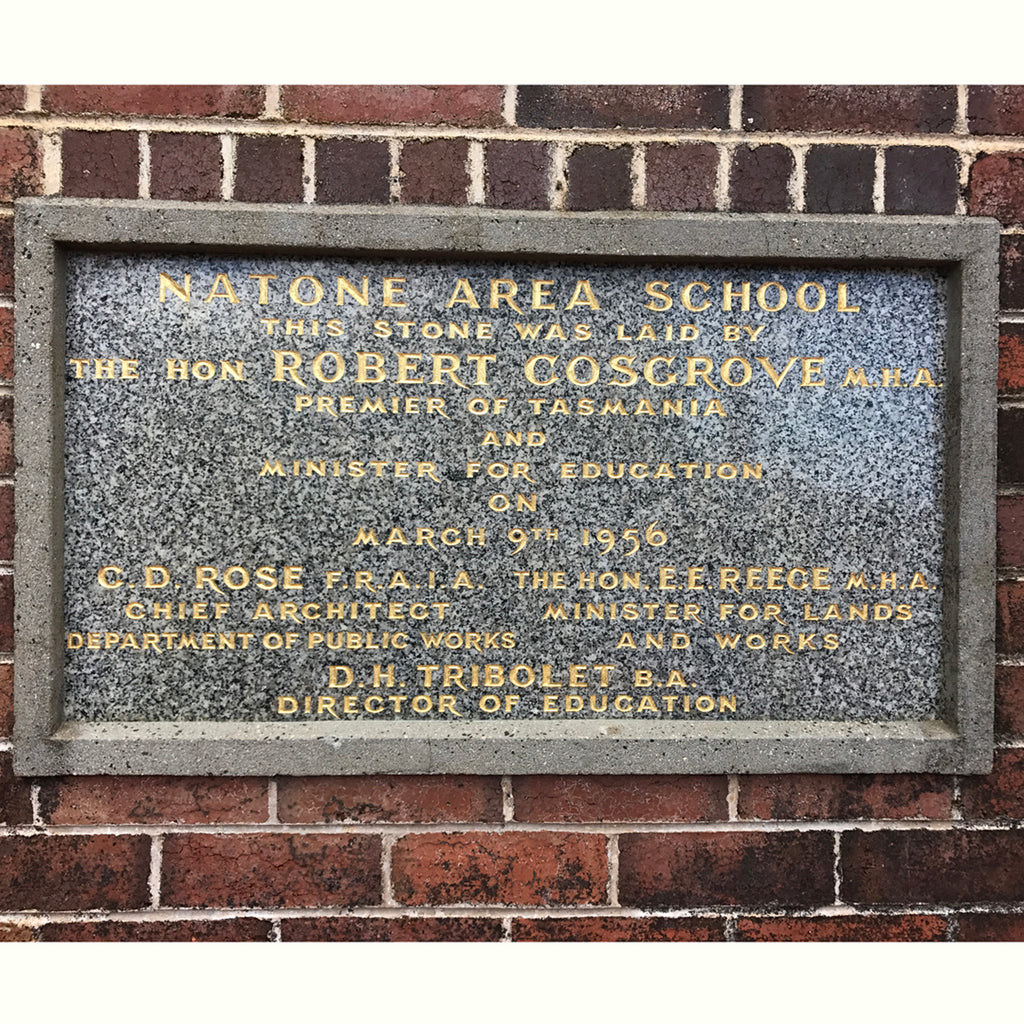 NATONE AREA SCHOOL
THIS STONE WAS LAID BY
THE HON ROBERT COSGROVE M.H.A.
PREMIER OF TASMANIA
AND
MINISTER FOR EDUCATION
ON
MARCH 9TH 1956
C.D. ROSE F.R.A.I.A.
CHIEF ARCHITECT
DEPARTMENT OF PUBLIC WORKS
THE HON. E.E. REECE M.H.A.
MINISTER FOR LANDS
AND WORKS
D.H. TRIBOLET B.A.
DIRECTOR OF EDUCATION